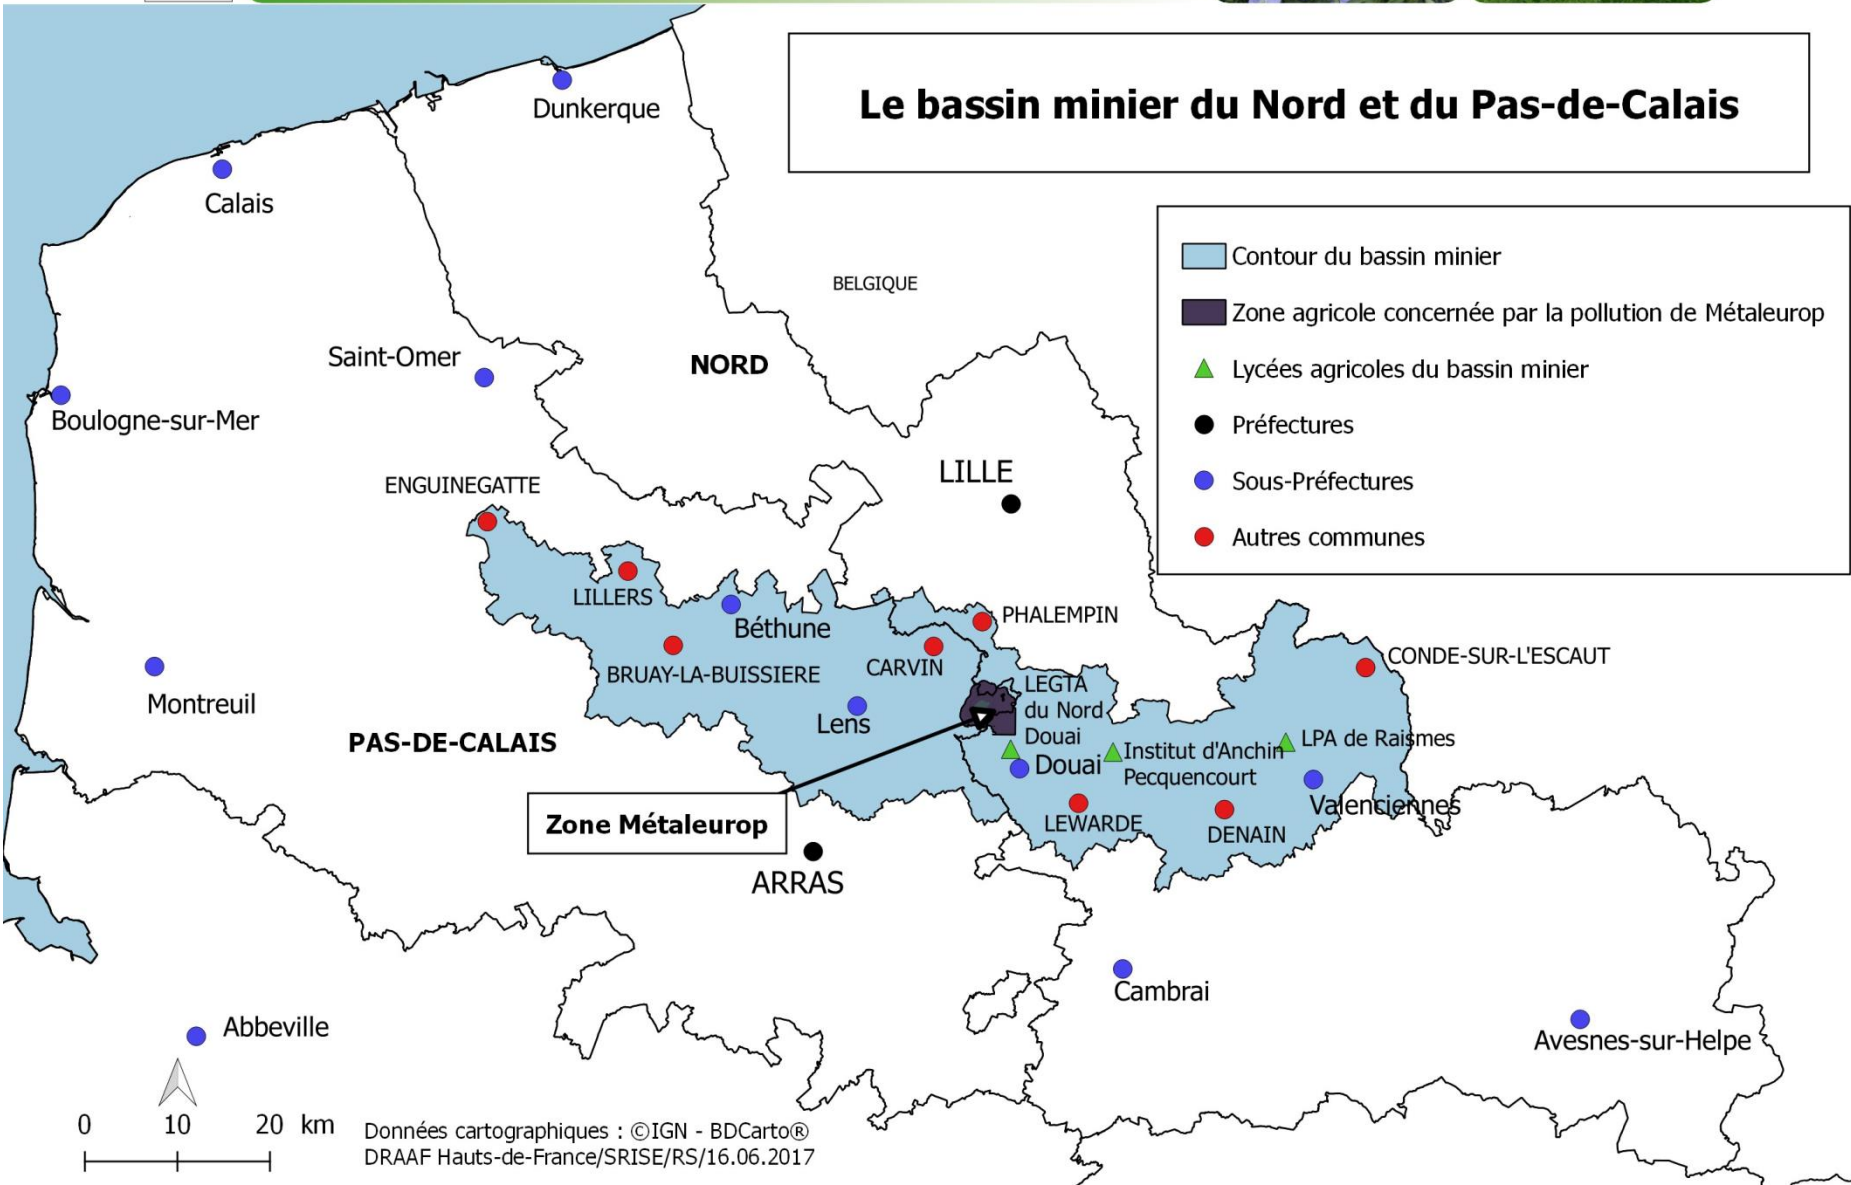 Le bassin minier du Nord et du Pas-de-Calais
Dunkerque
Calais
Contour du bassin minier
Zone agricole concernée par la pollution de Métaleurop
Lycées agricoles du bassin minier
Préfectures
Sous-Préfectures
Autres communes
BELGIQUE
Saint-Omer
NORD
Boulogne-sur-Mer
LILLE
ENGUINEGATTE
LILLERS
Béthune
PHALEMPIN
BRUAY-LA-BUISSIERE
CARVIN
CONDE-SUR-L'ESCAUT
Montreuil
Lens
LEGTA
du Nord
Douai
PAS-DE-CALAIS
Institut d'Anchin
Pecquencourt
LPA de Raismes
Douai
Valenciennes
Zone Métaleurop
LEWARDE
DENAIN
ARRAS
Cambrai
Abbeville
Avesnes-sur-Helpe
0 10 20 km
Données cartographiques : ©IGN - BDCarto®
DRAAF Hauts-de-France/SRISE/RS/16.06.2017